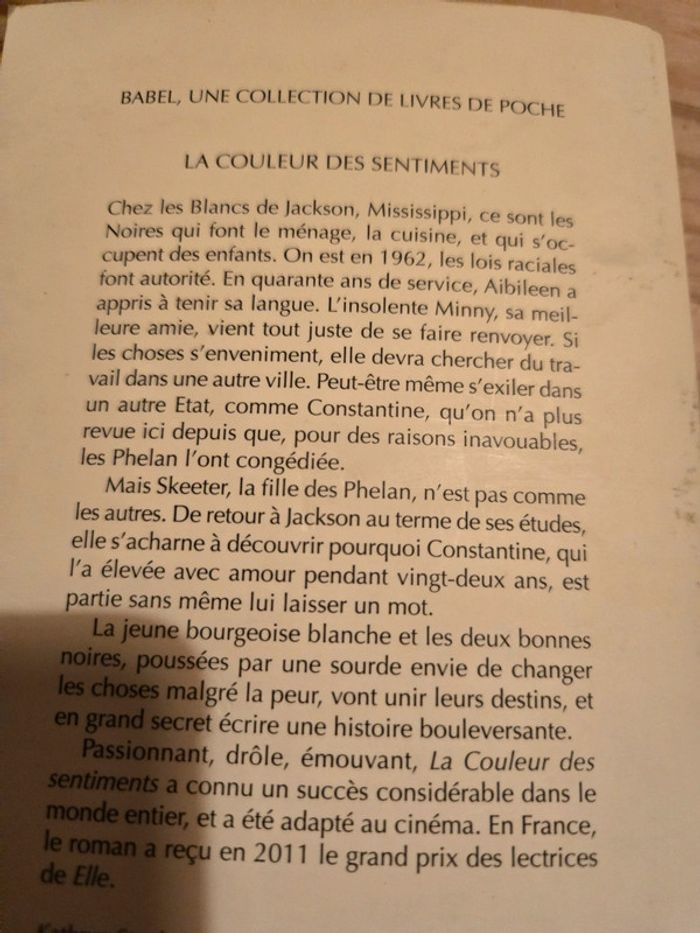 BABEL, UNE COLLECTION DE LIVRES DE POCHE
LA COULEUR DES SENTIMENTS
Chez les Blancs de Jackson, Mississippi, ce sont les
Noires qui font le ménage, la cuisine, et qui s'oc-
cupent des enfants. On est en 1962, les lois raciales
font autorité. En quarante ans de service, Aibileen a
appris à tenir sa langue. L'insolente Minny, sa meil-
leure amie, vient tout juste de se faire renvoyer. Si
les choses s'enveniment, elle devra chercher du tra-
vail dans une autre ville. Peut-être même s'exiler dans
un autre Etat, comme Constantine, qu'on n'a plus
revue ici depuis que, pour des raisons inavouables,
les Phelan l'ont congédiée.
Mais Skeeter, la fille des Phelan, n'est pas comme
les autres. De retour à Jackson au terme de ses études,
elle s'acharne à découvrir pourquoi Constantine, qui
l'a élevée avec amour pendant vingt-deux ans, est
partie sans même lui laisser un mot.
La jeune bourgeoise blanche et les deux bonnes
noires, poussées par une sourde envie de changer
les choses malgré la peur, vont unir leurs destins, et
en grand secret écrire une histoire bouleversante.
Passionnant, drôle, émouvant, La Couleur des
sentiments a connu un succès considérable dans le
monde entier, et a été adapté au cinéma. En France,
le roman a reçu en 2011 le grand prix des lectrices
de Elle.